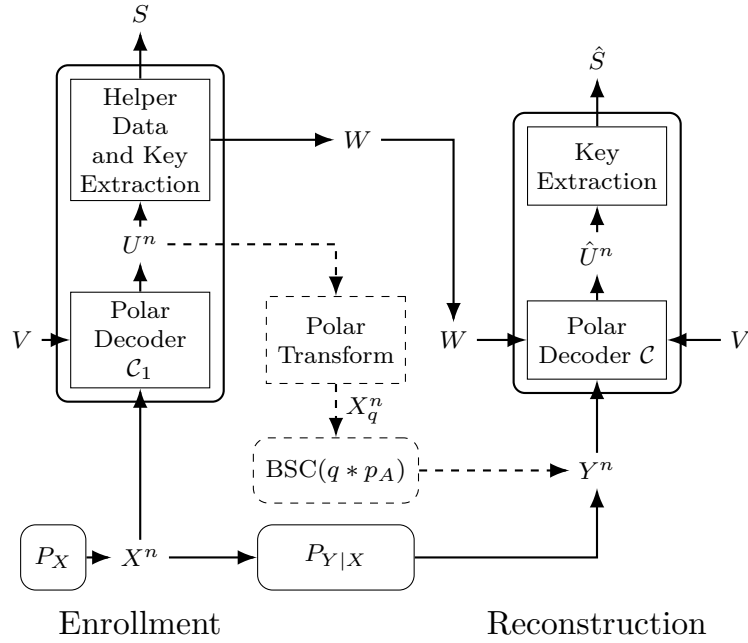 S
Ŝ
Helper
Data
and Key
Extraction
W
Key
Extraction
U^n
Û^n
V
Polar
Decoder
𝒞_1
Polar
Transform
W
Polar
Decoder 𝒞
V
X_q^n
BSC(q ∗ p_A)
Y^n
P_X
X^n
P_{Y|X}
Enrollment
Reconstruction